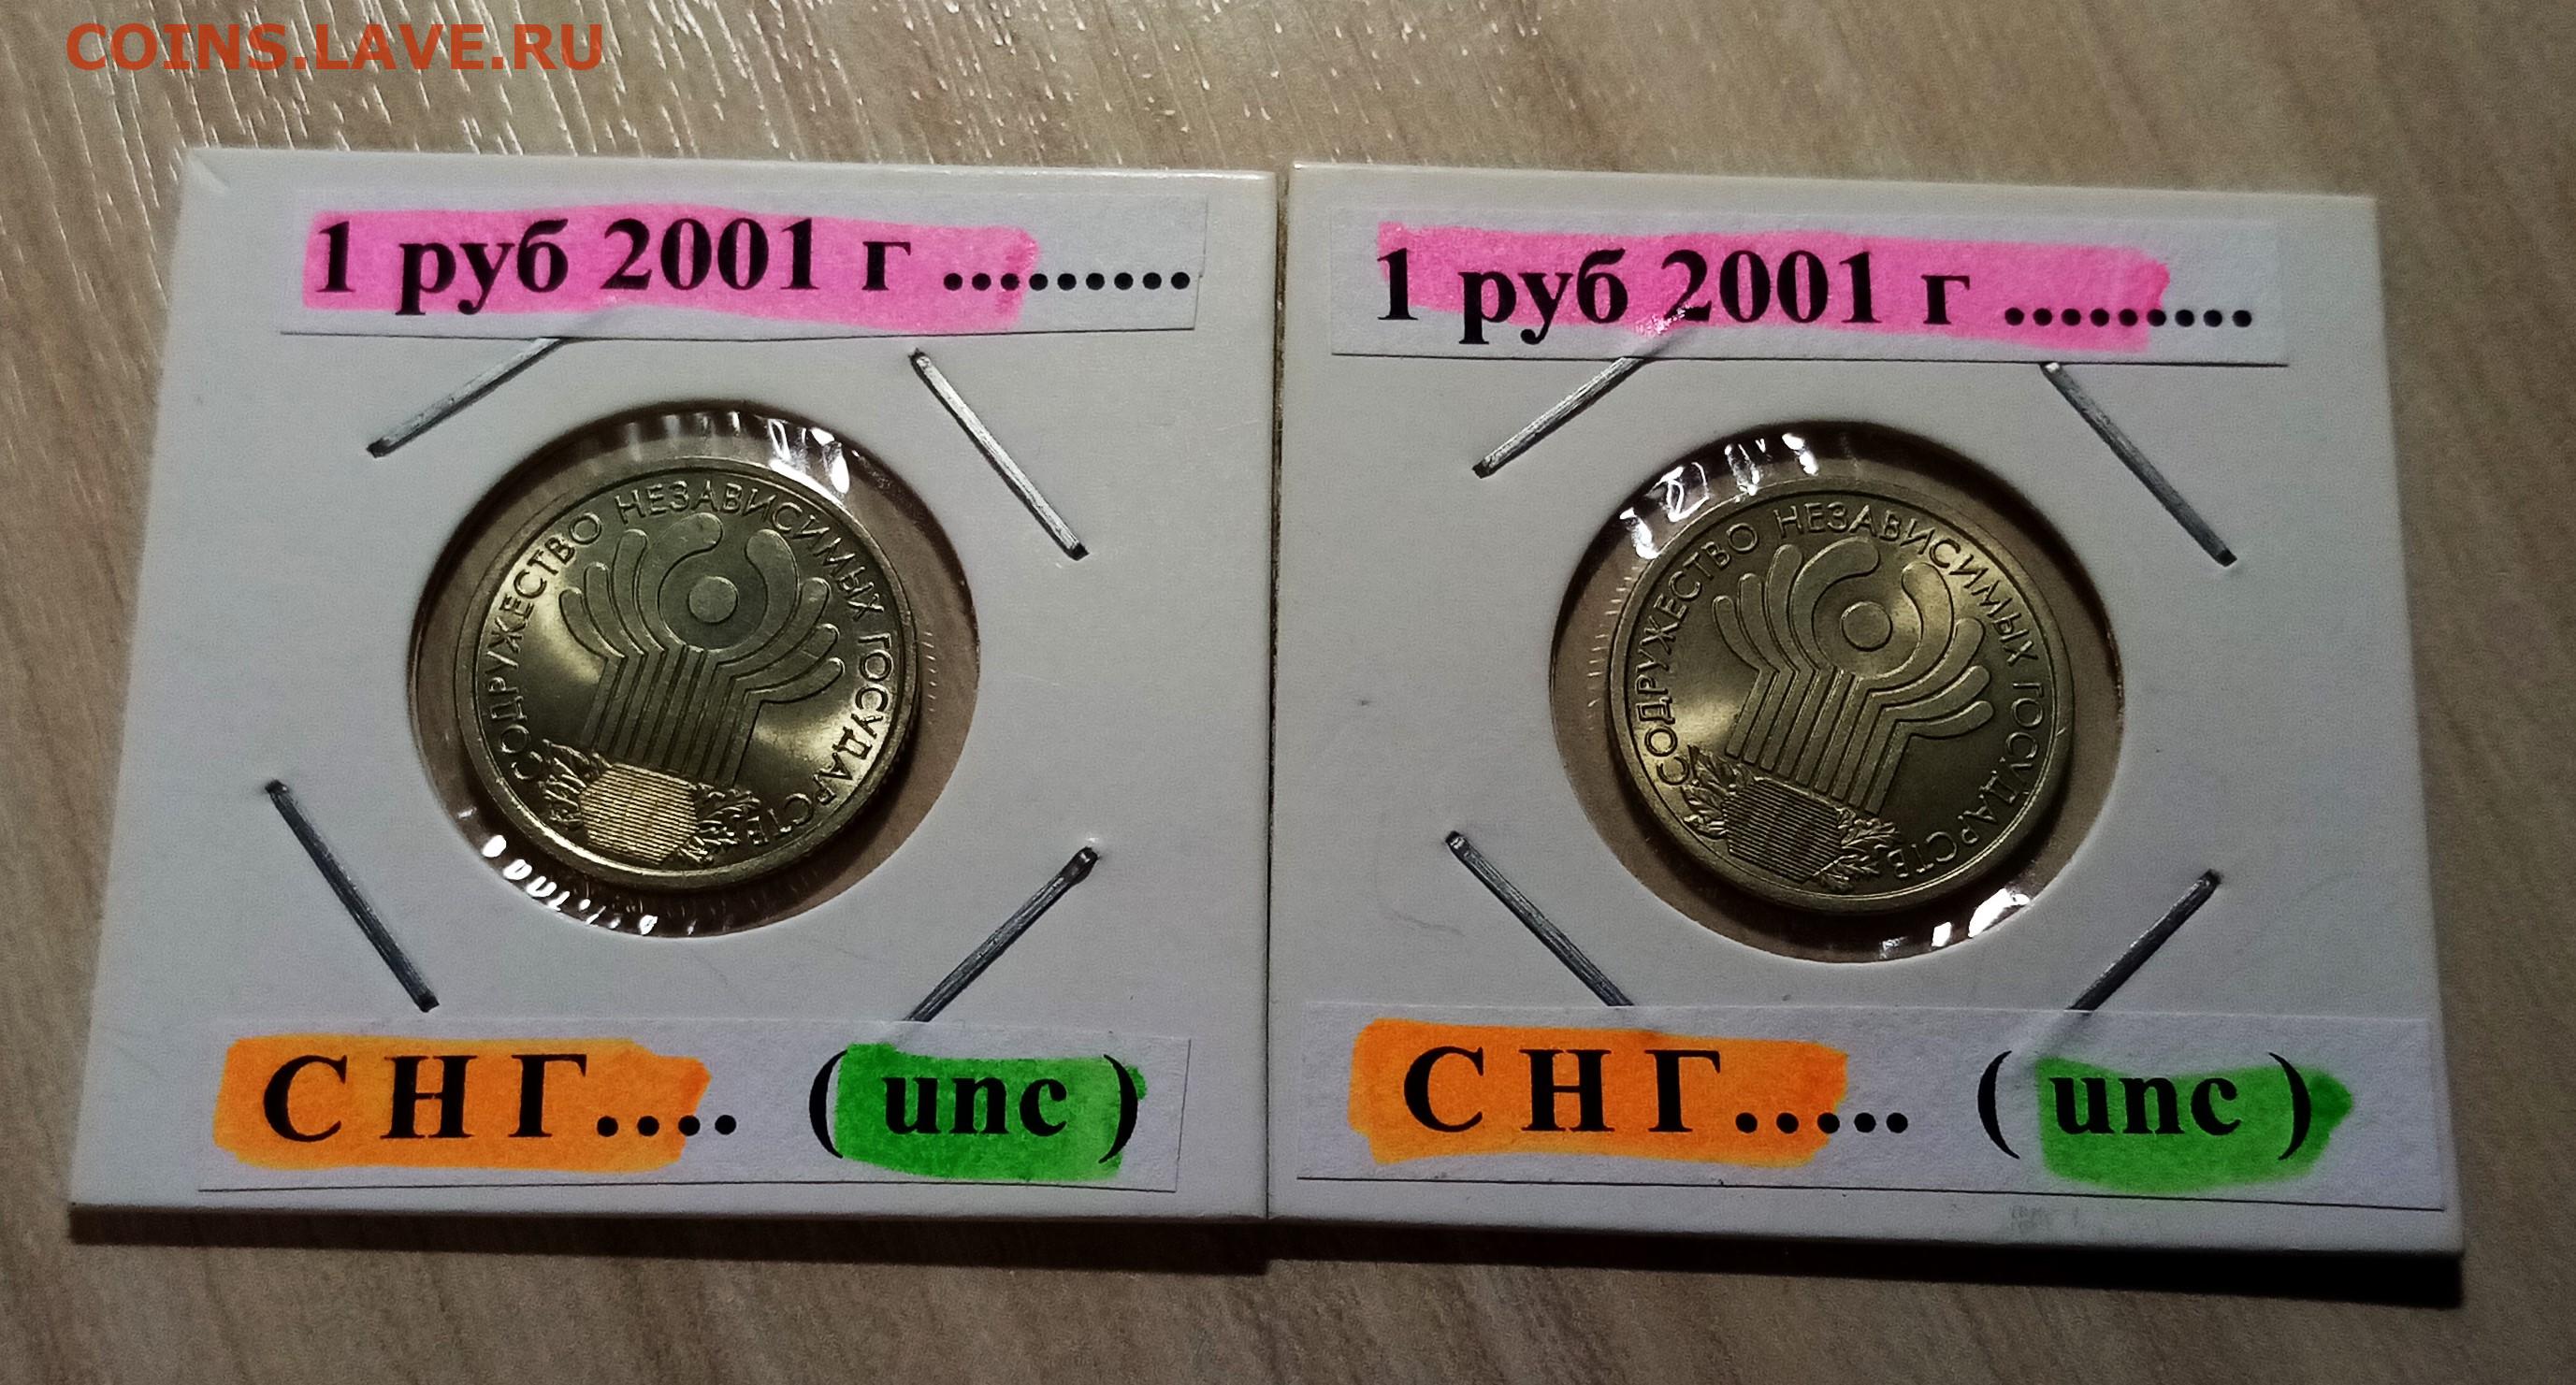 COINS.LAVE.RU
1 руб 2001 г .........
СОДРУЖЕСТВО НЕЗАВИСИМЫХ ГОСУДАРСТВ
С Н Г.... ( unc )
1 руб 2001 г .........
СОДРУЖЕСТВО НЕЗАВИСИМЫХ ГОСУДАРСТВ
С Н Г..... ( unc )